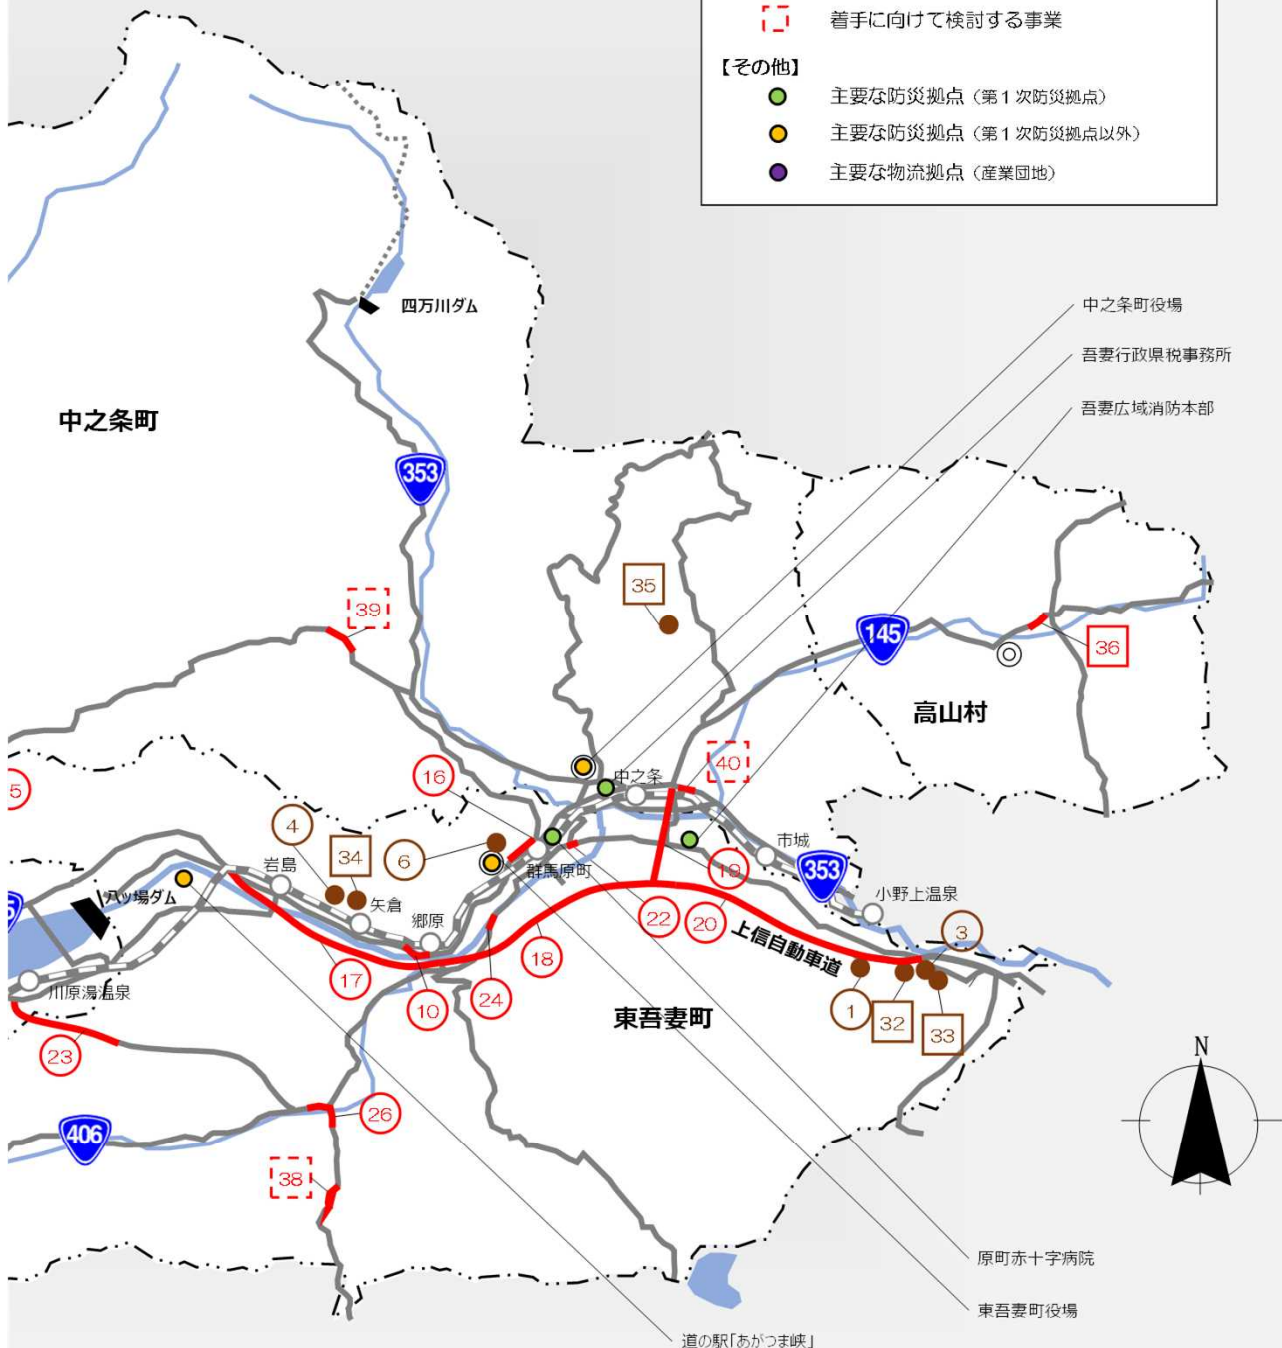 着手に向けて検討する事業
【その他】
主要な防災拠点（第１次防災拠点）
主要な防災拠点（第１次防災拠点以外）
主要な物流拠点（産業団地）
中之条町役場
四万川ダム
吾妻行政県税事務所
吾妻広域消防本部
中之条町
353
35
39
145
36
高山村
16
中之条
40
5
4
34
6
岩島
市城
群馬原町
19
353
八ッ場ダム
矢倉
小野上温泉
22
20
郷原
上信自動車道
3
18
17
川原湯温泉
10
24
東吾妻町
1
32
33
23
N
26
406
38
原町赤十字病院
東吾妻町役場
道の駅「あがつま峡」